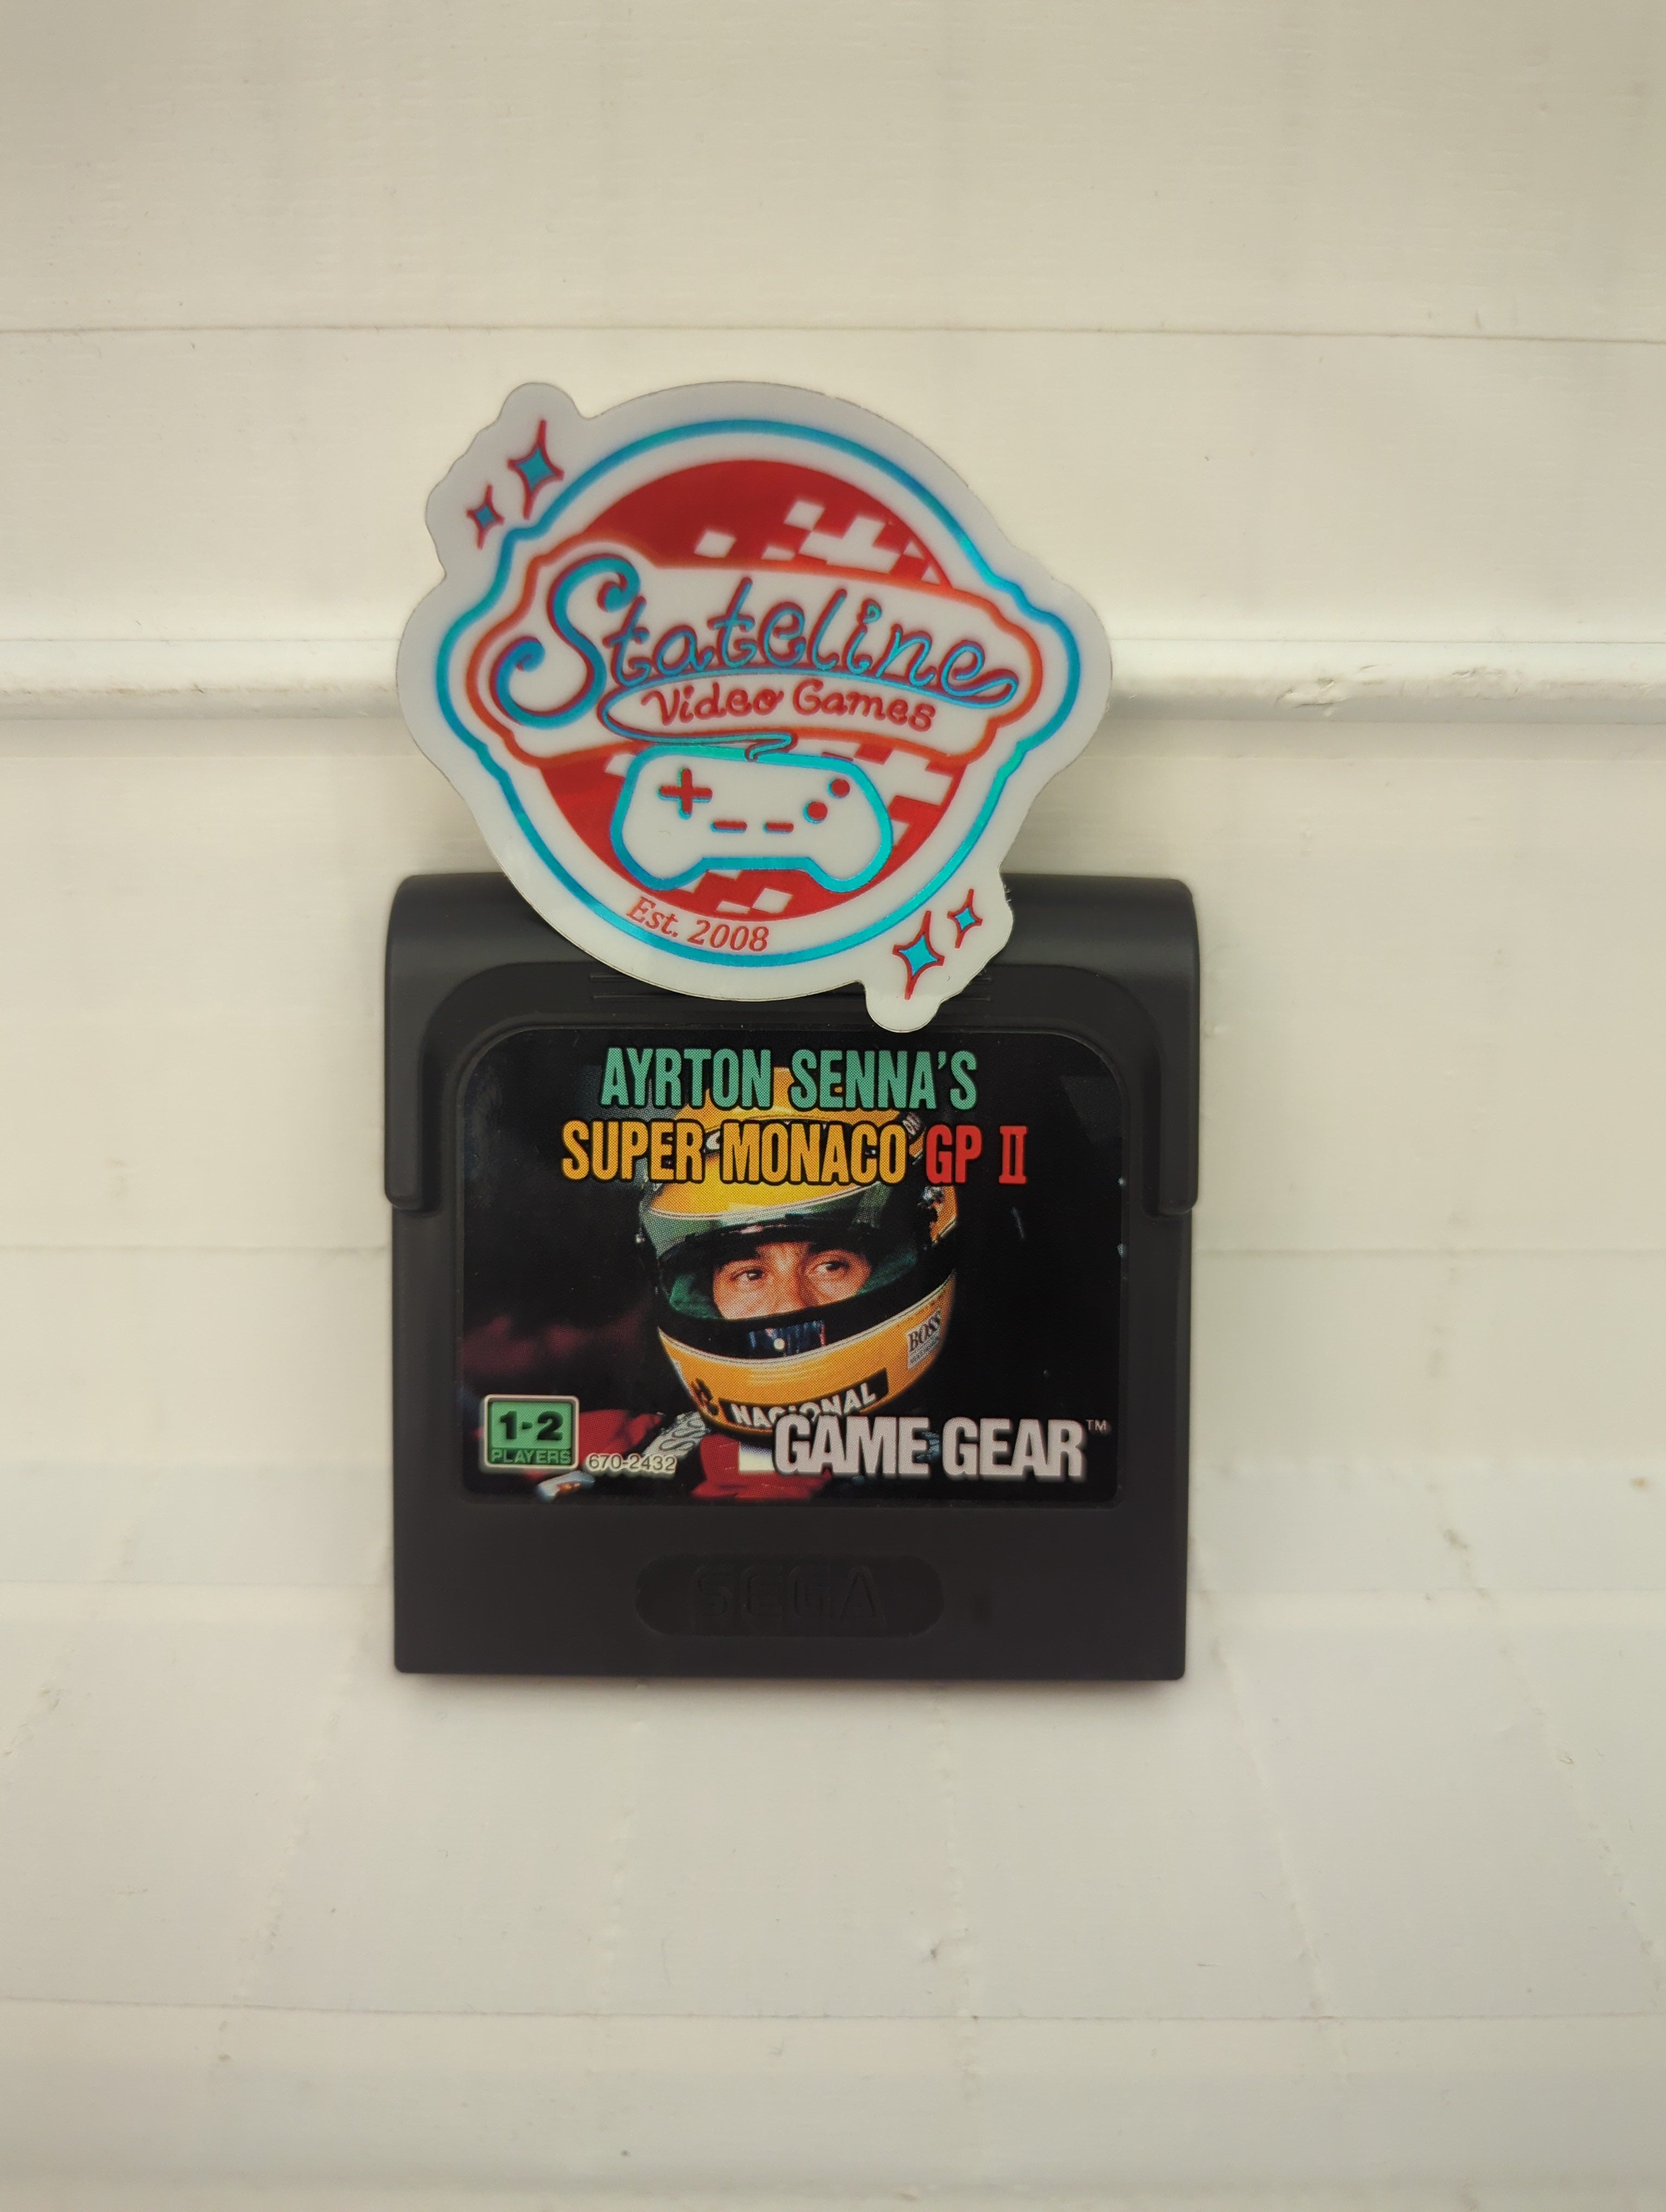 Stateline
Video Games
Est. 2008
AYRTON SENNA'S
SUPER MONACO GP II
BOSS
NACIONAL
1-2
PLAYERS
670-2432
GAME GEAR™
SEGA